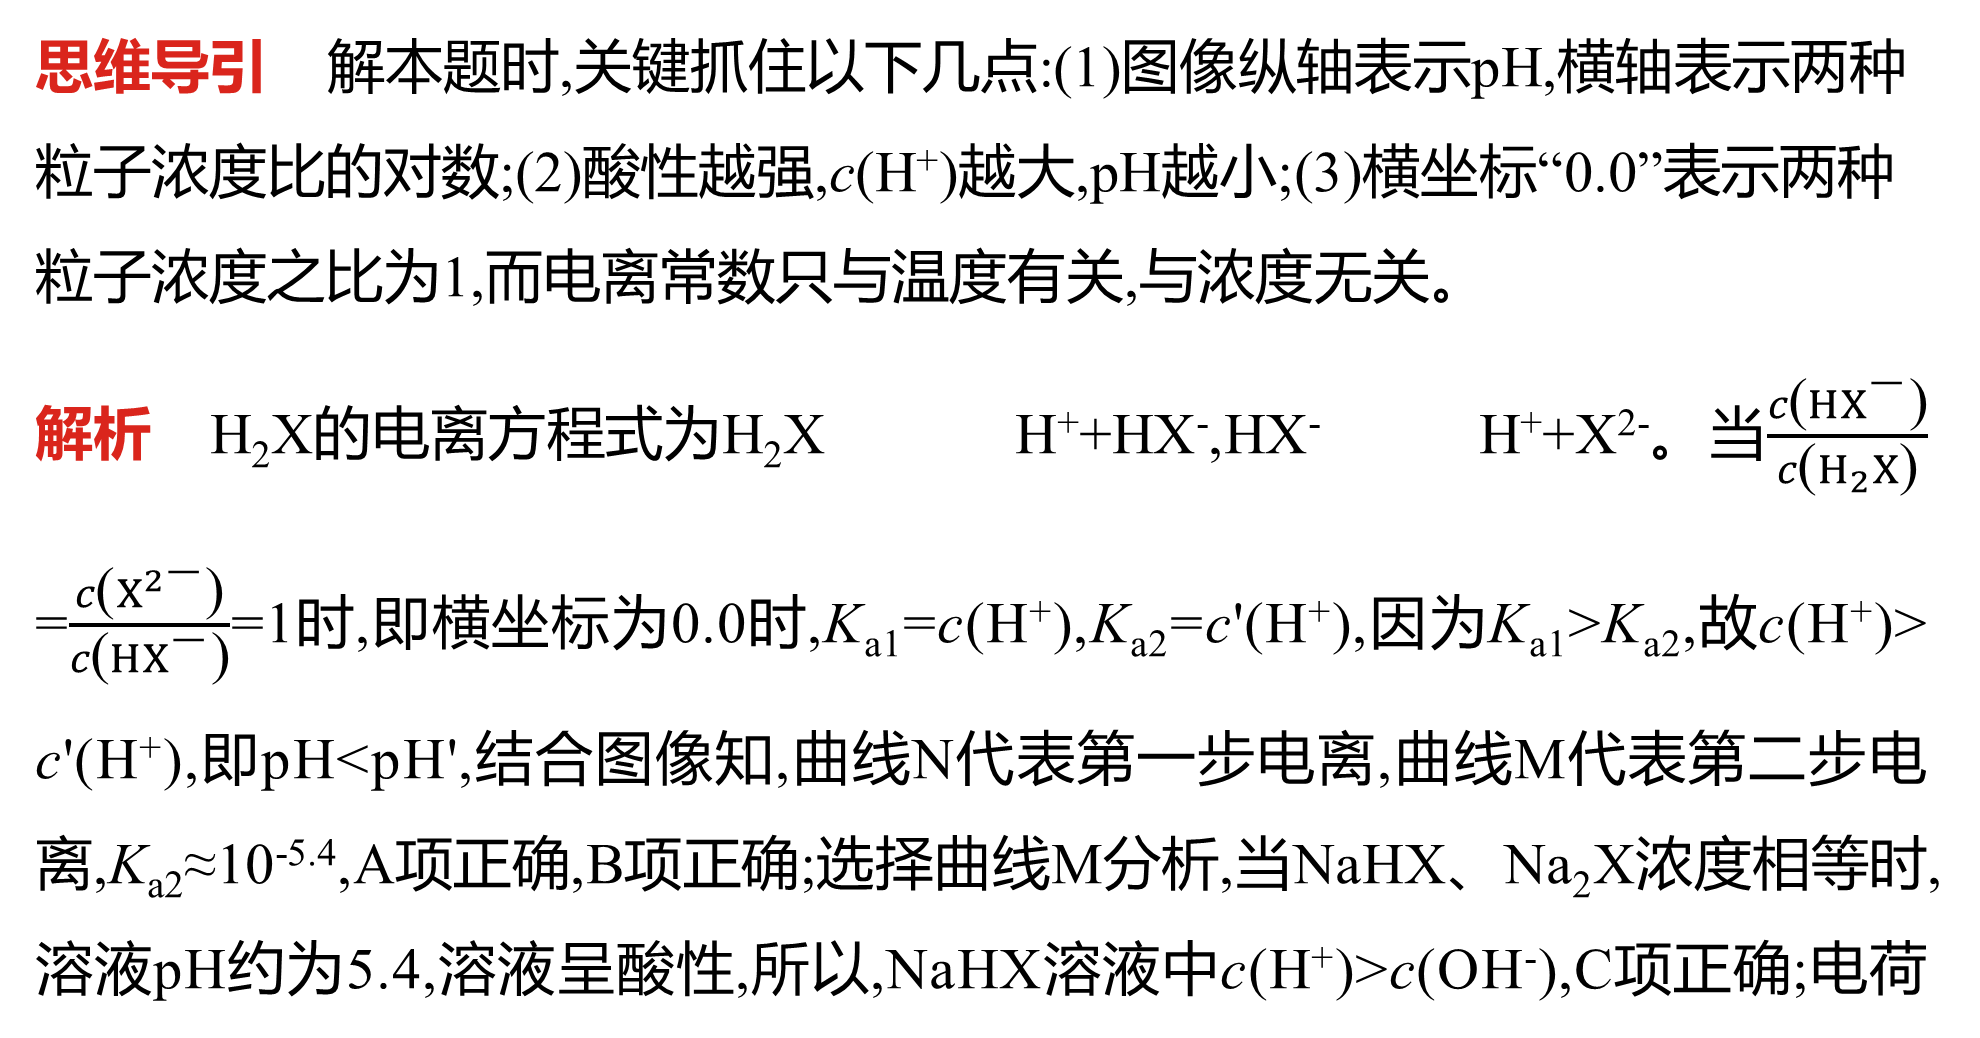 思维导引 解本题时,关键抓住以下几点:(1)图像纵轴表示pH,横轴表示两种
粒子浓度比的对数;(2)酸性越强,c(H⁺)越大,pH越小;(3)横坐标“0.0”表示两种
粒子浓度之比为1,而电离常数只与温度有关,与浓度无关。
解析 H₂X的电离方程式为H₂X H⁺+HX⁻,HX⁻ H⁺+X²⁻。当c(HX⁻)/c(H₂X)
=c(X²⁻)/c(HX⁻)=1时,即横坐标为0.0时,Kₐ₁=c(H⁺),Kₐ₂=c'(H⁺),因为Kₐ₁>Kₐ₂,故c(H⁺)>
c'(H⁺),即pH<pH',结合图像知,曲线N代表第一步电离,曲线M代表第二步电
离,Kₐ₂≈10⁻⁵·⁴,A项正确,B项正确;选择曲线M分析,当NaHX、Na₂X浓度相等时,
溶液pH约为5.4,溶液呈酸性,所以,NaHX溶液中c(H⁺)>c(OH⁻),C项正确;电荷